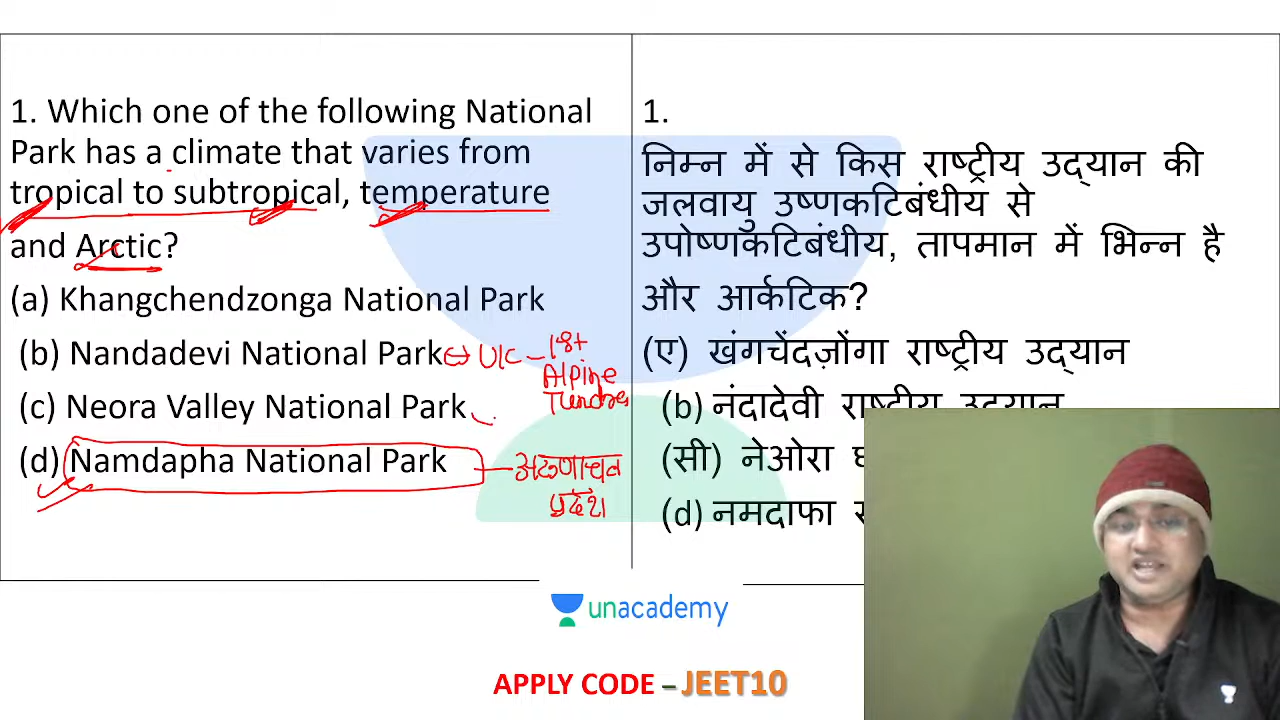 1. Which one of the following National
Park has a climate that varies from
tropical to subtropical, temperature
and Arctic?
(a) Khangchendzonga National Park
(b) Nandadevi National Park
(c) Neora Valley National Park
(d) Namdapha National Park
U/C - 1st
Alpine
अरुणाचल
प्रदेश
1.
निम्न में से किस राष्ट्रीय उद्यान की
जलवायु उष्णकटिबंधीय से
उपोष्णकटिबंधीय, तापमान में भिन्न है
और आर्कटिक?
(ए) खंगचेंदज़ोंगा राष्ट्रीय उद्यान
(b) नंदादेवी राष्ट्रीय उद्यान
(सी) नेओरा
(d) नमदाफा
unacademy
APPLY CODE – JEET10